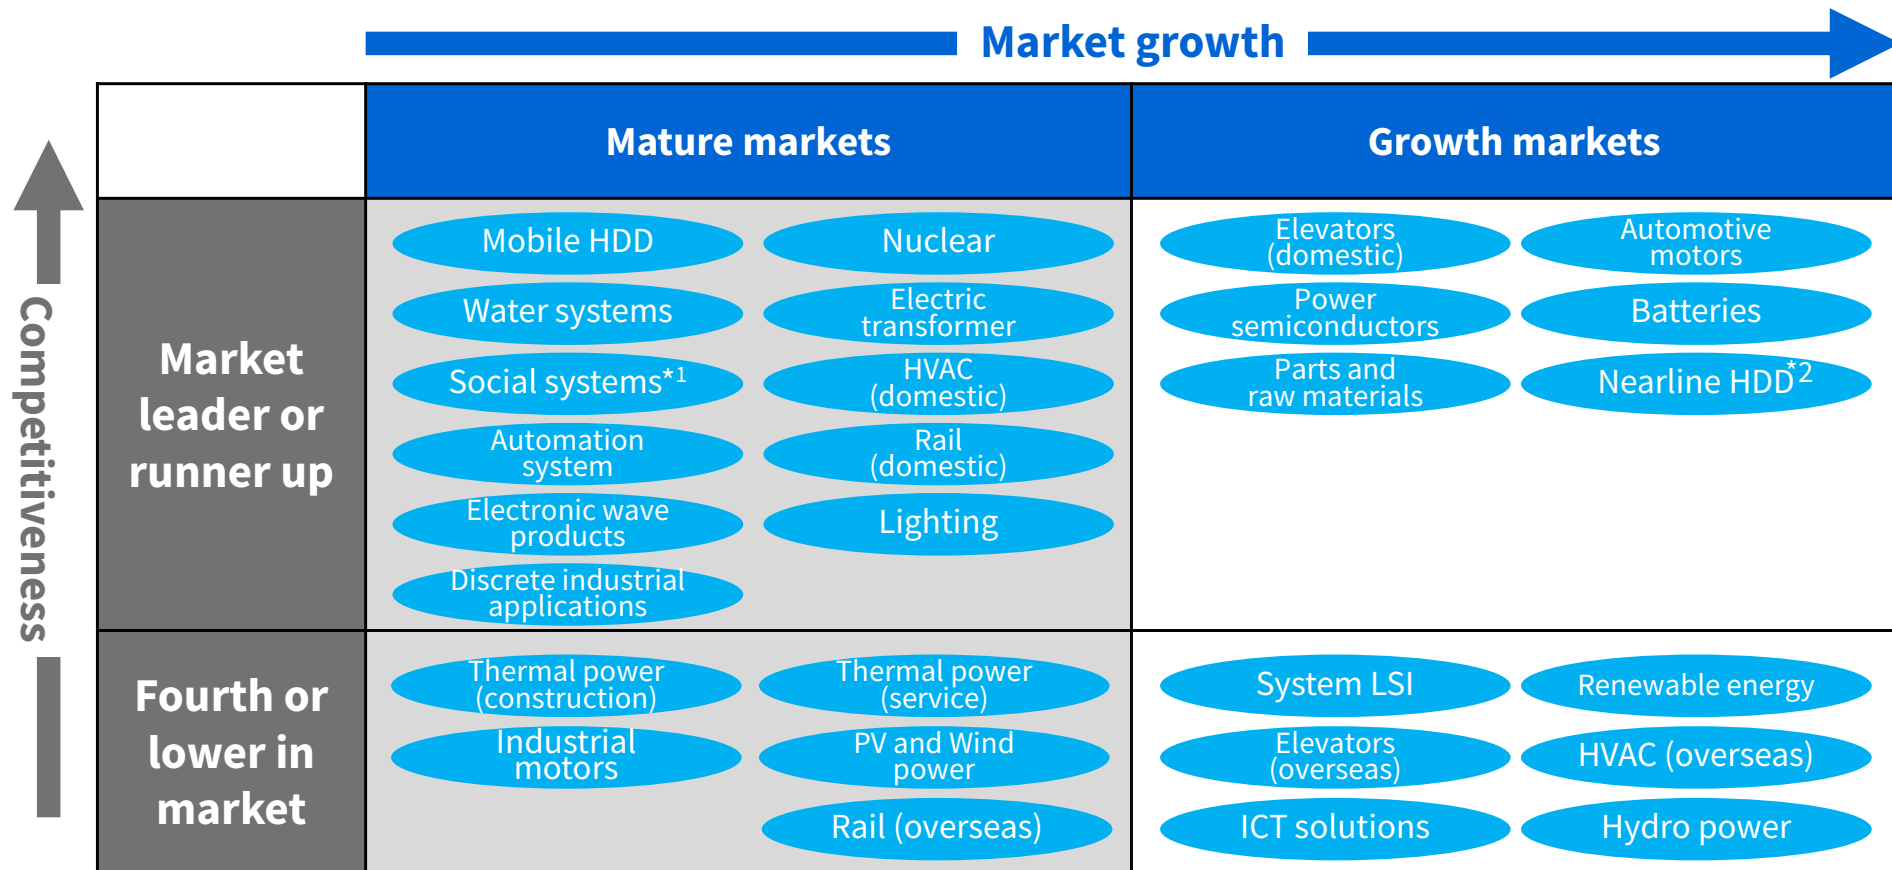 Market growth
Mature markets
Growth markets
Competitiveness
Market
leader or
runner up
Mobile HDD
Nuclear
Water systems
Electric
transformer
Social systems*1
HVAC
(domestic)
Automation
system
Rail
(domestic)
Electronic wave
products
Lighting
Discrete industrial
applications
Elevators
(domestic)
Automotive
motors
Power
semiconductors
Batteries
Parts and
raw materials
Nearline HDD*2
Fourth or
lower in
market
Thermal power
(construction)
Thermal power
(service)
Industrial
motors
PV and Wind
power
Rail (overseas)
System LSI
Renewable energy
Elevators
(overseas)
HVAC (overseas)
ICT solutions
Hydro power